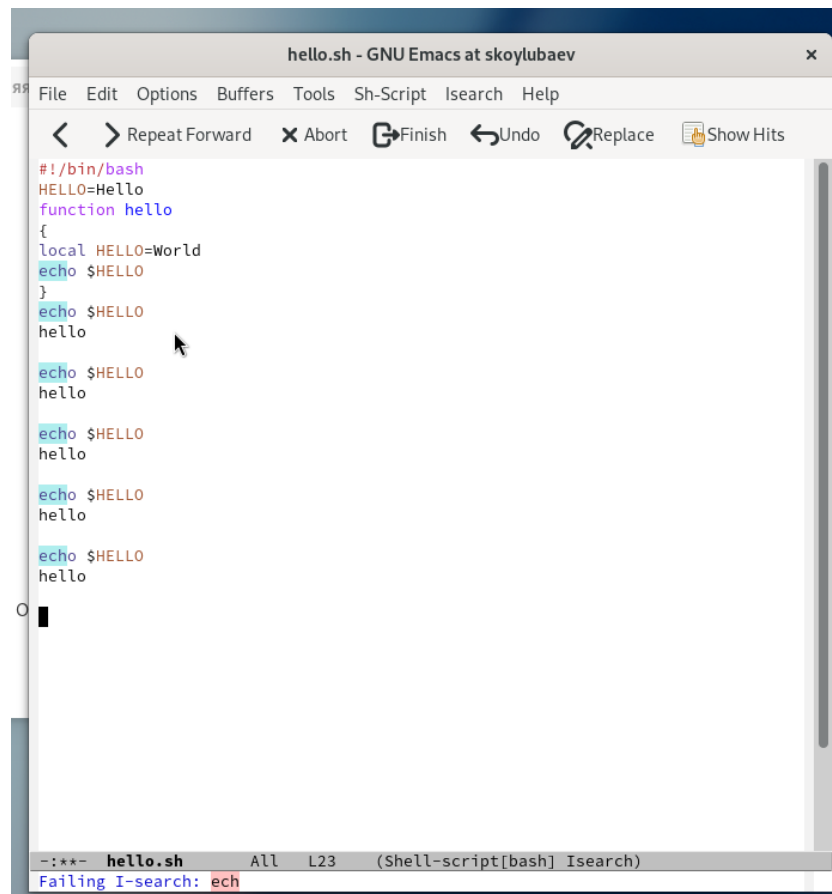 hello.sh - GNU Emacs at skoylubaev
яя
File Edit Options Buffers Tools Sh-Script Isearch Help
Repeat Forward Abort Finish Undo Replace Show Hits
#!/bin/bash
HELLO=Hello
function hello
{
local HELLO=World
echo $HELLO
}
echo $HELLO
hello
echo $HELLO
hello
echo $HELLO
hello
echo $HELLO
hello
echo $HELLO
hello
О
-:**- hello.sh All L23 (Shell-script[bash] Isearch)
Failing I-search: ech